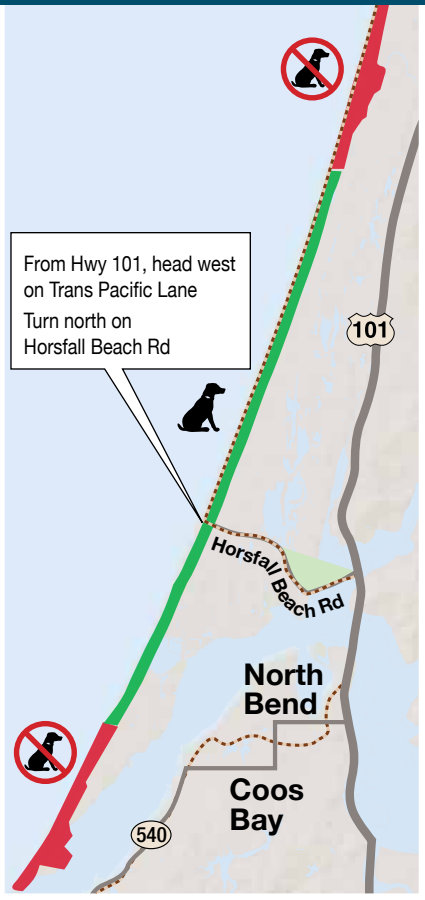 From Hwy 101, head west
on Trans Pacific Lane
Turn north on
Horsfall Beach Rd
101
Horsfall Beach Rd
North
Bend
Coos
Bay
540